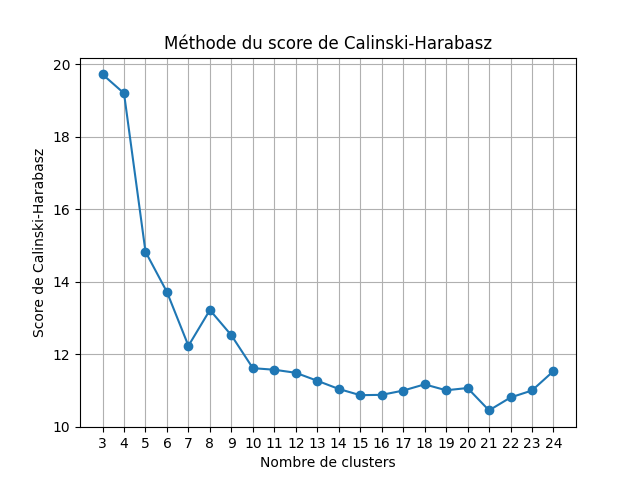 Méthode du score de Calinski-Harabasz
Score de Calinski-Harabasz
20
18
16
14
12
10
3 4 5 6 7 8 9 10 11 12 13 14 15 16 17 18 19 20 21 22 23 24
Nombre de clusters